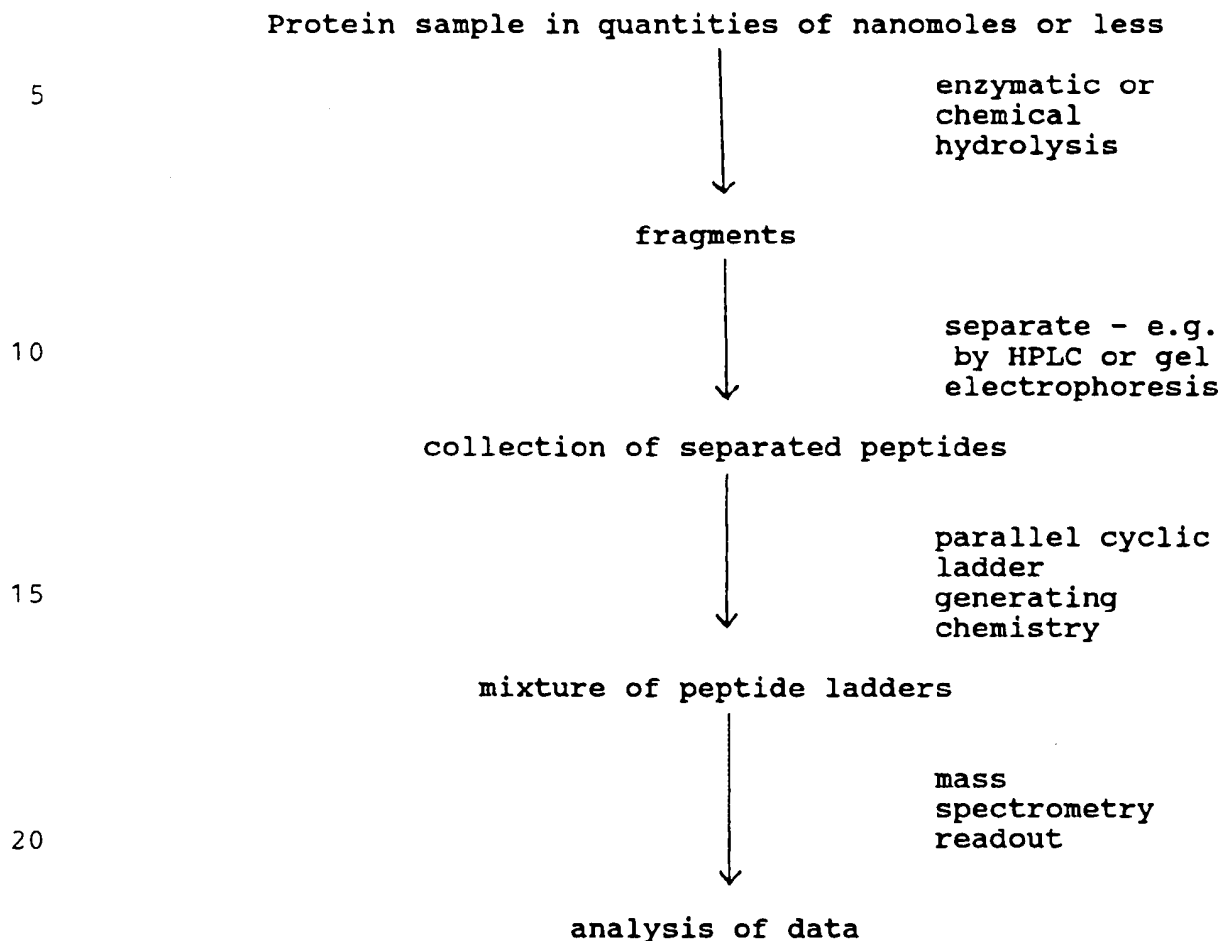 Protein sample in quantities of nanomoles or less
5
enzymatic or
chemical
hydrolysis
fragments
separate - e.g.
10
by HPLC or gel
electrophoresis
collection of separated peptides
parallel cyclic
ladder
15
generating
chemistry
mixture of peptide ladders
mass
spectrometry
20
readout
analysis of data